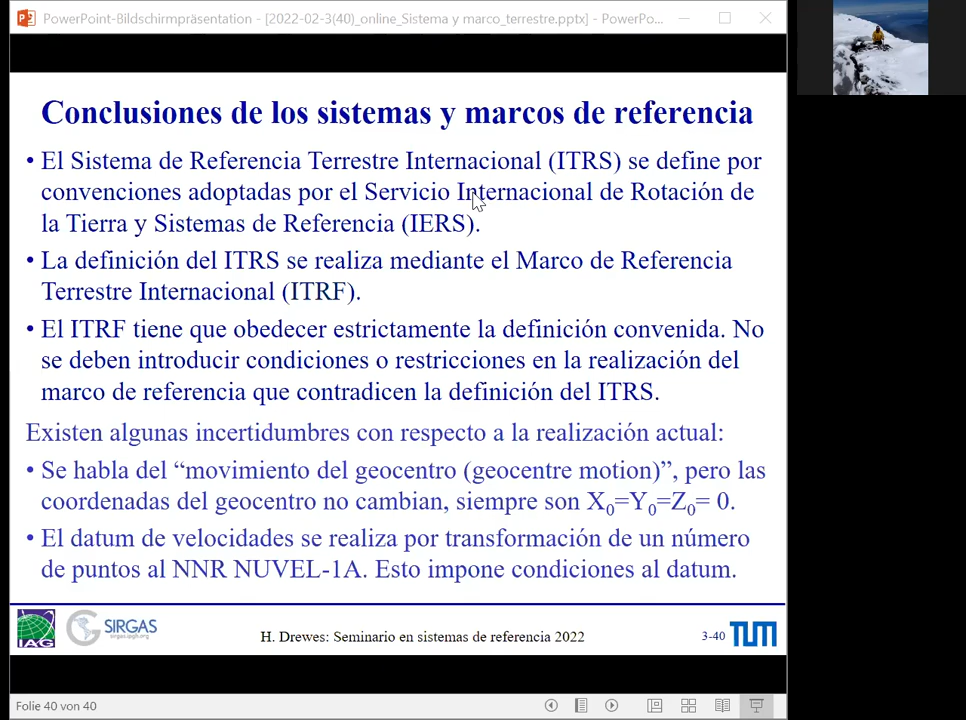 PowerPoint-Bildschirmpräsentation - [2022-02-3(40)_online_Sistema y marco_terrestre.pptx] - PowerPo...
Conclusiones de los sistemas y marcos de referencia
• El Sistema de Referencia Terrestre Internacional (ITRS) se define por
convenciones adoptadas por el Servicio Internacional de Rotación de
la Tierra y Sistemas de Referencia (IERS).
• La definición del ITRS se realiza mediante el Marco de Referencia
Terrestre Internacional (ITRF).
• El ITRF tiene que obedecer estrictamente la definición convenida. No
se deben introducir condiciones o restricciones en la realización del
marco de referencia que contradicen la definición del ITRS.
Existen algunas incertidumbres con respecto a la realización actual:
• Se habla del “movimiento del geocentro (geocentre motion)”, pero las
coordenadas del geocentro no cambian, siempre son X₀=Y₀=Z₀= 0.
• El datum de velocidades se realiza por transformación de un número
de puntos al NNR NUVEL-1A. Esto impone condiciones al datum.
IAG
SIRGAS
sirgas.ipgh.org
H. Drewes: Seminario en sistemas de referencia 2022
3-40
TUM
Folie 40 von 40